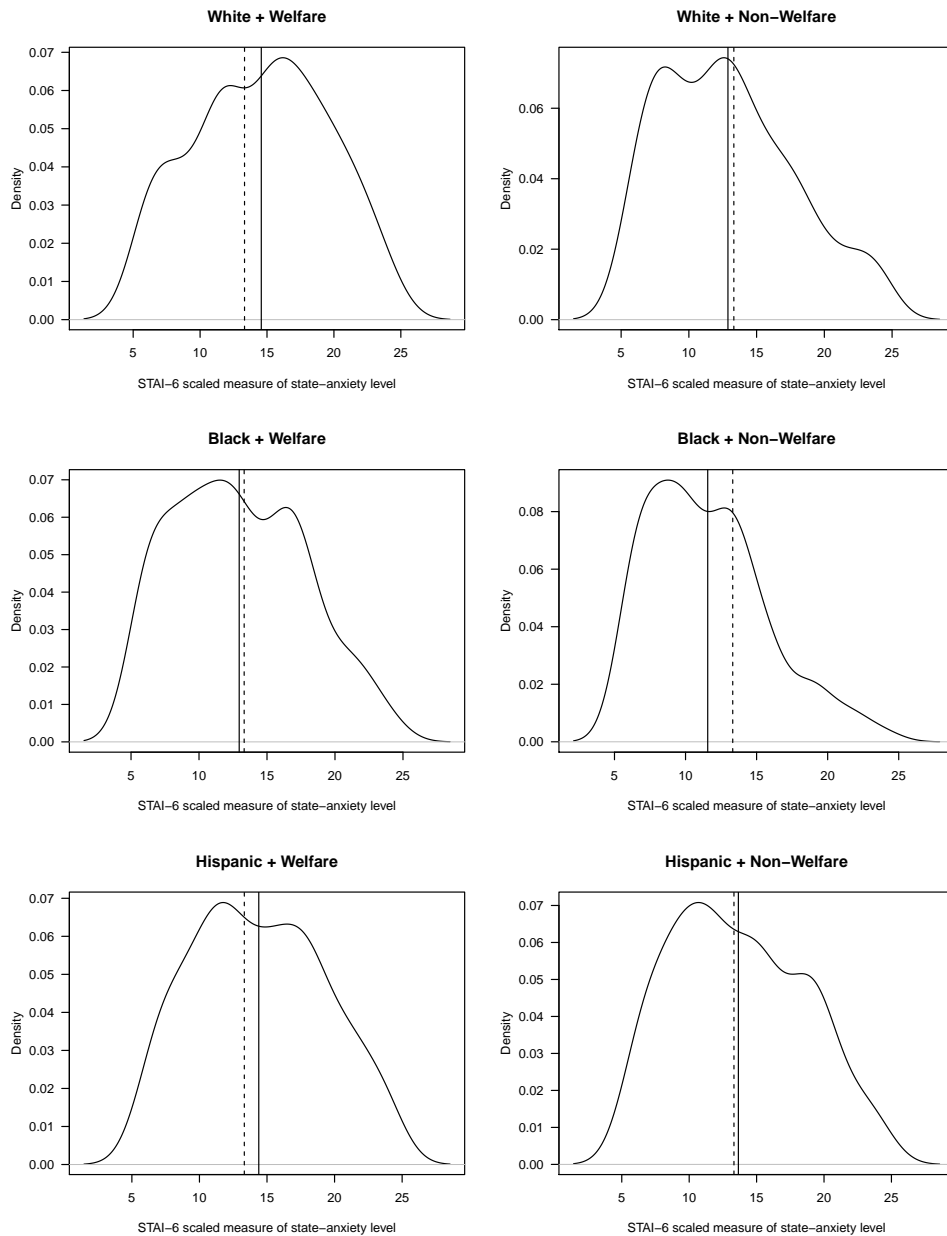 White + Welfare
White + Non−Welfare
Density
0.00
0.01
0.02
0.03
0.04
0.05
0.06
0.07
5 10 15 20 25
STAI−6 scaled measure of state−anxiety level
Density
0.00
0.02
0.04
0.06
5 10 15 20 25
STAI−6 scaled measure of state−anxiety level
Black + Welfare
Black + Non−Welfare
Density
0.00
0.01
0.02
0.03
0.04
0.05
0.06
0.07
5 10 15 20 25
STAI−6 scaled measure of state−anxiety level
Density
0.00
0.02
0.04
0.06
0.08
5 10 15 20 25
STAI−6 scaled measure of state−anxiety level
Hispanic + Welfare
Hispanic + Non−Welfare
Density
0.00
0.01
0.02
0.03
0.04
0.05
0.06
0.07
5 10 15 20 25
STAI−6 scaled measure of state−anxiety level
Density
0.00
0.01
0.02
0.03
0.04
0.05
0.06
0.07
5 10 15 20 25
STAI−6 scaled measure of state−anxiety level